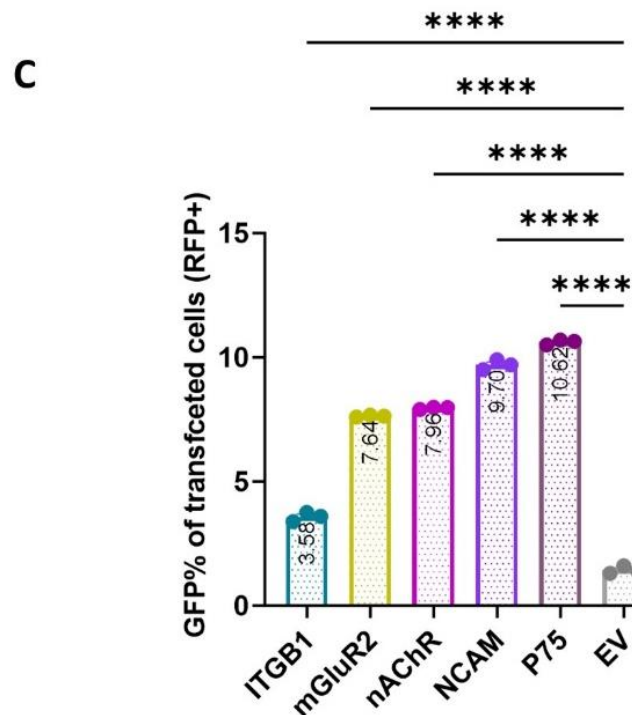 C
****
****
****
****
****
GFP% of transfceted cells (RFP+)
15
10
5
0
3.58
7.64
7.96
9.70
10.62
ITGB1
mGluR2
nAChR
NCAM
P75
EV